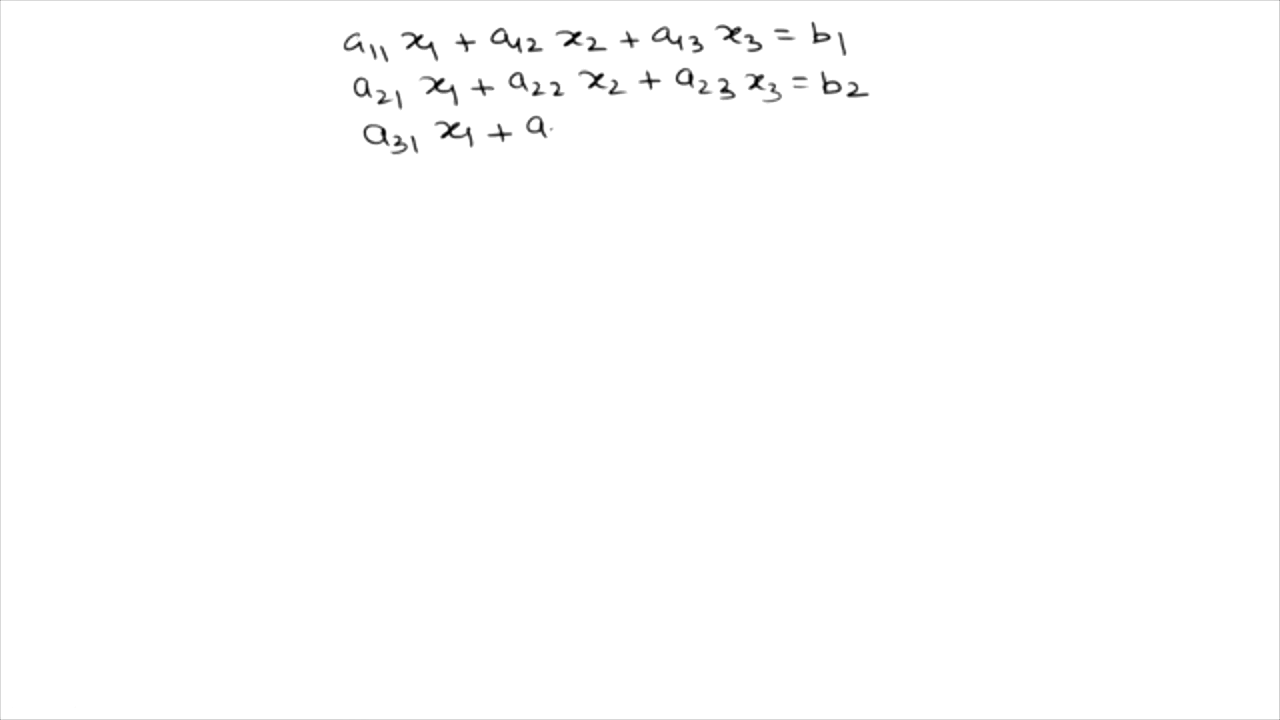 a₁₁ x₁ + a₁₂ x₂ + a₁₃ x₃ = b₁
a₂₁ x₁ + a₂₂ x₂ + a₂₃ x₃ = b₂
a₃₁ x₁ + a